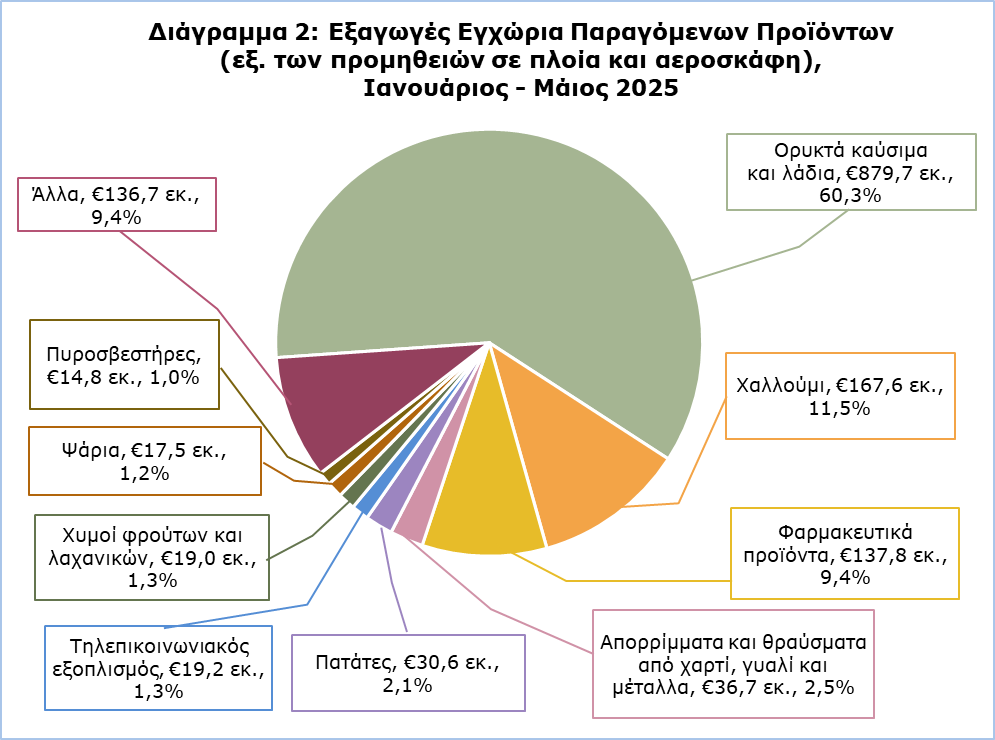 Διάγραμμα 2: Εξαγωγές Εγχώρια Παραγόμενων Προϊόντων
(εξ. των προμηθειών σε πλοία και αεροσκάφη),
Ιανουάριος – Μάιος 2025
Ορυκτά καύσιμα
και λάδια, €879,7 εκ.,
60,3%
Χαλλούμι, €167,6 εκ.,
11,5%
Φαρμακευτικά
προϊόντα, €137,8 εκ.,
9,4%
Απορρίμματα και θραύσματα
από χαρτί, γυαλί και
μέταλλα, €36,7 εκ., 2,5%
Πατάτες, €30,6 εκ.,
2,1%
Τηλεπικοινωνιακός
εξοπλισμός, €19,2 εκ.,
1,3%
Χυμοί φρούτων και
λαχανικών, €19,0 εκ.,
1,3%
Ψάρια, €17,5 εκ.,
1,2%
Πυροσβεστήρες,
€14,8 εκ., 1,0%
Άλλα, €136,7 εκ.,
9,4%